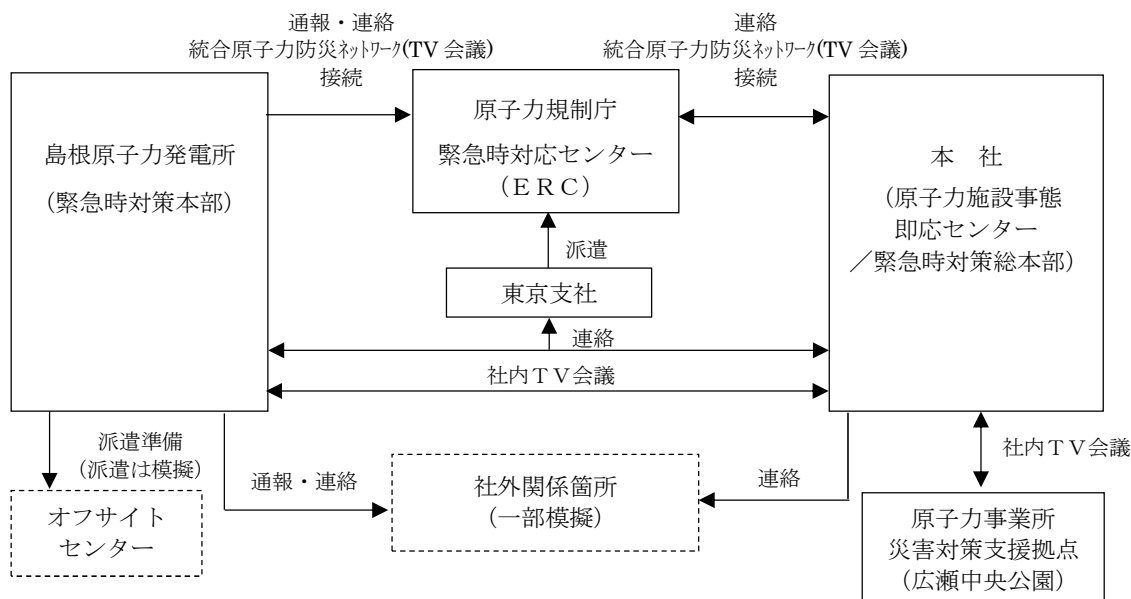 通報・連絡
統合原子力防災ﾈｯﾄﾜｰｸ(TV 会議)
接続
連絡
統合原子力防災ﾈｯﾄﾜｰｸ(TV 会議)
接続
島根原子力発電所
(緊急時対策本部)
原子力規制庁
緊急時対応センター
(ＥＲＣ)
本　社
(原子力施設事態
即応センター
／緊急時対策総本部)
派遣
東京支社
連絡
社内ＴＶ会議
派遣準備
(派遣は模擬)
オフサイト
センター
通報・連絡
社外関係箇所
(一部模擬)
連絡
社内ＴＶ会議
原子力事業所
災害対策支援拠点
(広瀬中央公園)